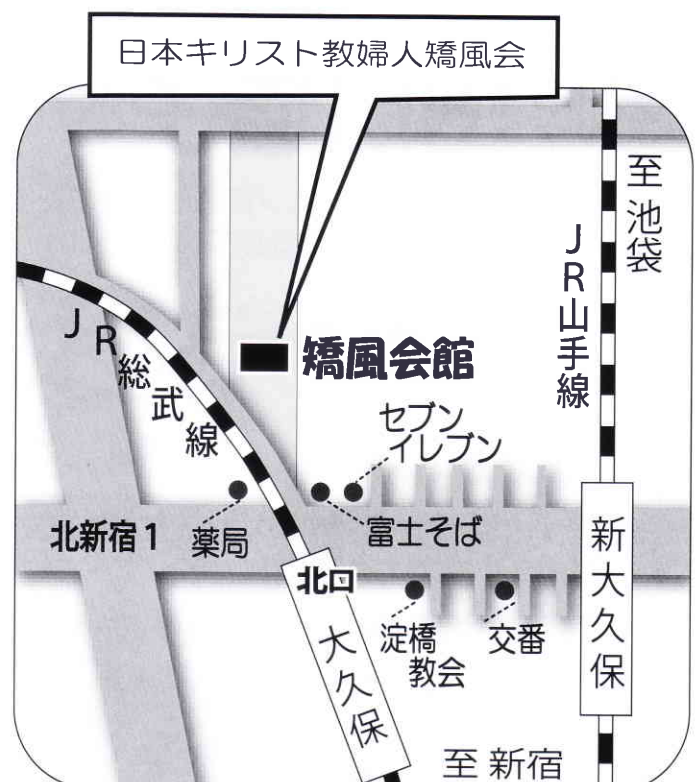 日本キリスト教婦人矯風会
至 池袋
JR山手線
JR総武線
矯風会館
セブン
イレブン
北新宿1
薬局
富士そば
新大久保
北口
大久保
淀橋
教会
交番
至 新宿